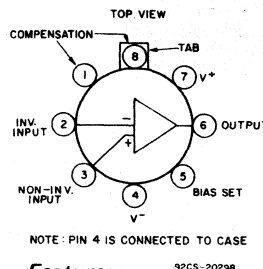 TOP VIEW
COMPENSATION
TAB
8
1
7
V+
INV.
INPUT
2
−
+
6
OUTPUT
3
NON-INV.
INPUT
4
V−
5
BIAS SET
NOTE: PIN 4 IS CONNECTED TO CASE
92CS-20298